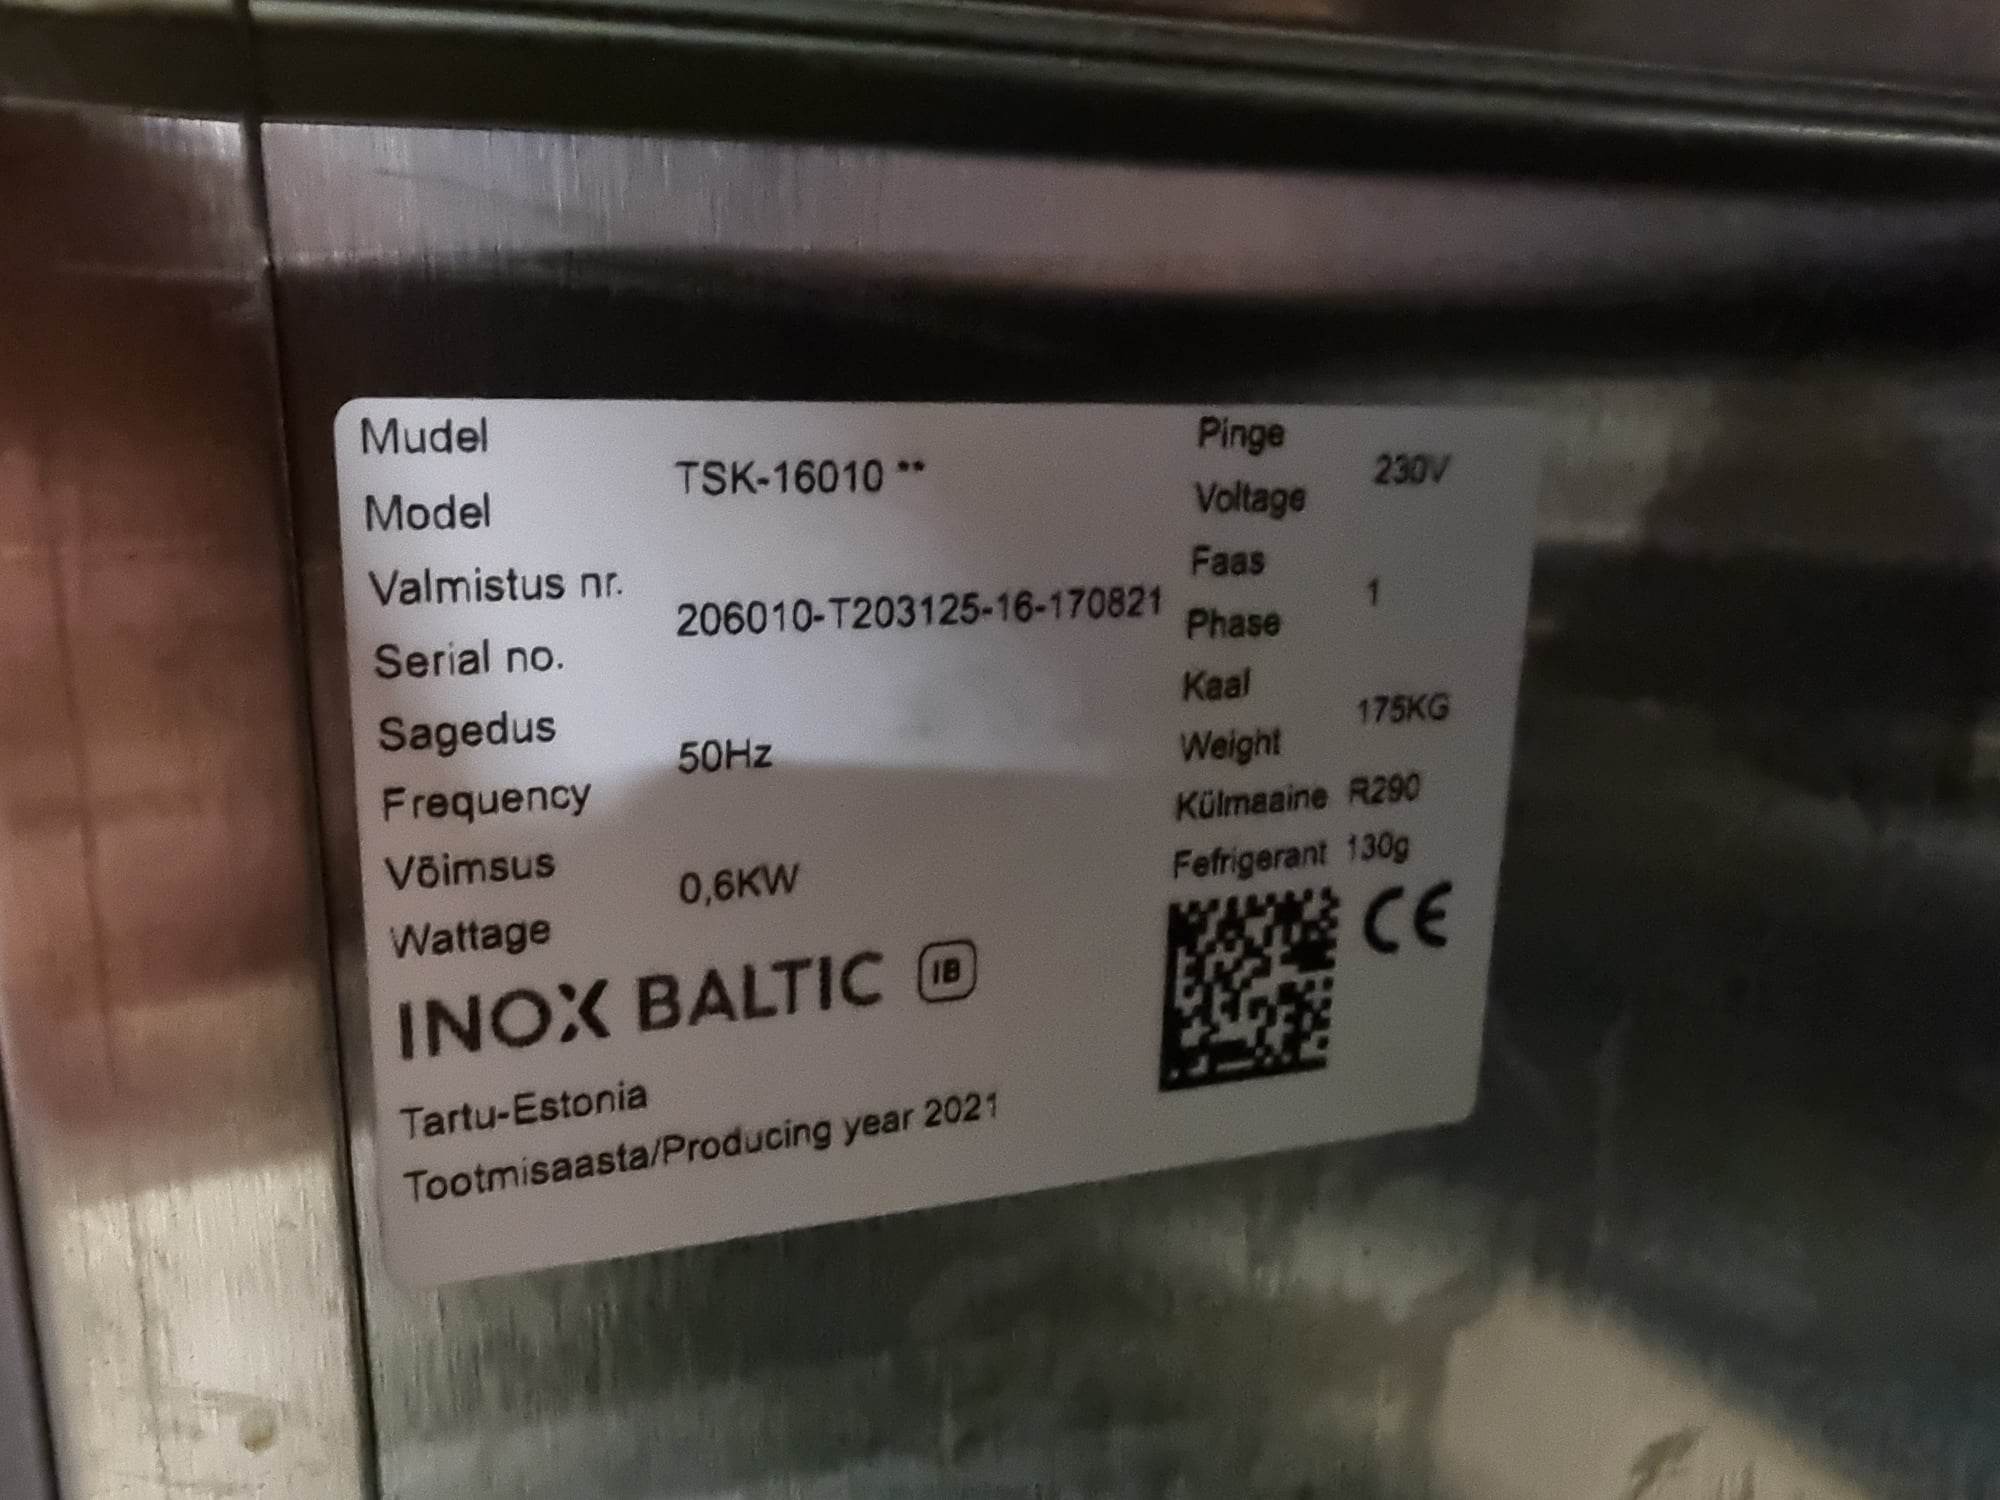 Mudel
Model
TSK-16010 **
Valmistus nr.
Serial no.
206010-T203125-16-170821
Sagedus
Frequency
50Hz
Võimsus
Wattage
0,6KW
Pinge
Voltage
230V
Faas
Phase
1
Kaal
Weight
175KG
Külmaaine R290
Fefrigerant 130g
CE
INOX BALTIC IB
Tartu-Estonia
Tootmisaasta/Producing year 2021